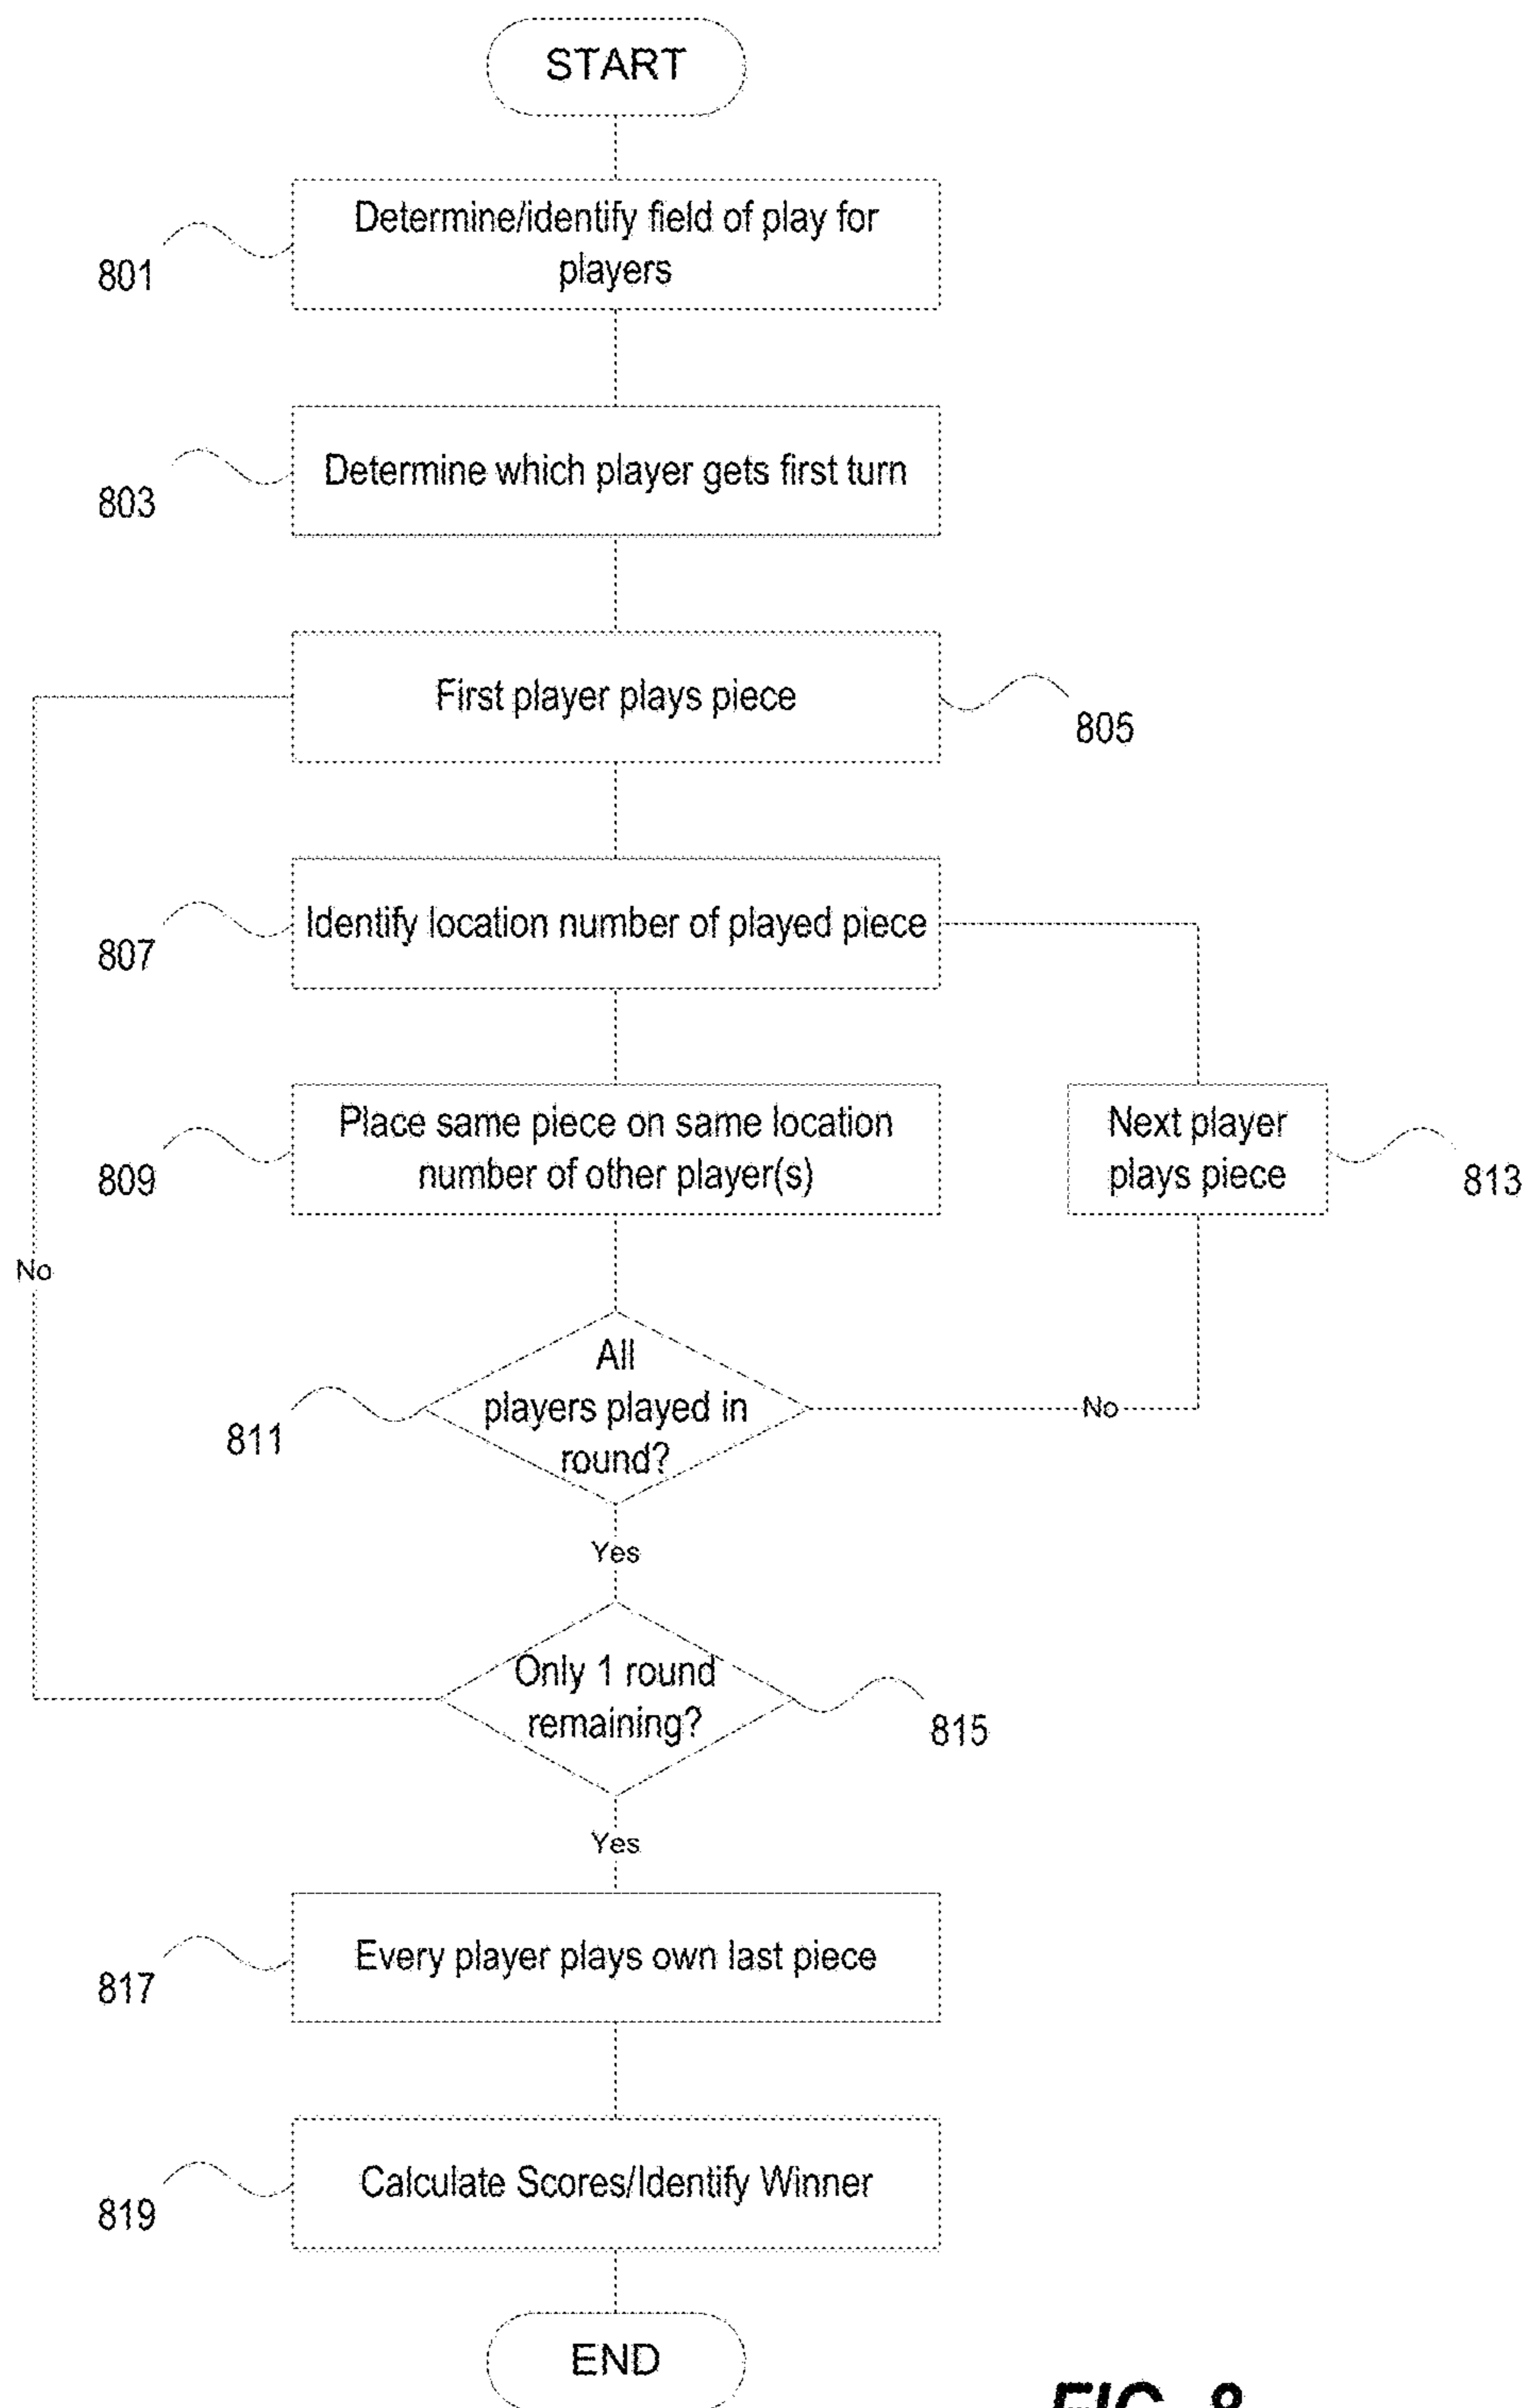 START
Determine/identify field of play for
players
801
Determine which player gets first turn
803
First player plays piece
805
Identify location number of played piece
807
Place same piece on same location
number of other player(s)
809
Next player
plays piece
813
No
All
players played in
round?
811
No
Yes
Only 1 round
remaining?
815
Yes
Every player plays own last piece
817
Calculate Scores/Identify Winner
819
END
FIG. 8